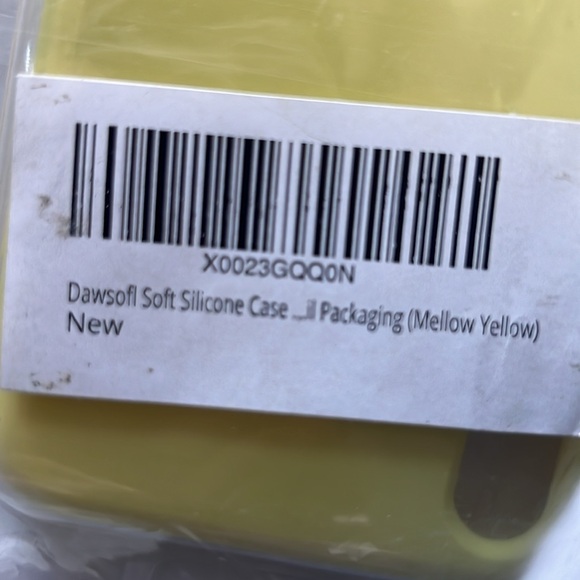 X0023GQQ0N
Dawsofl Soft Silicone Case ...il Packaging (Mellow Yellow)
New